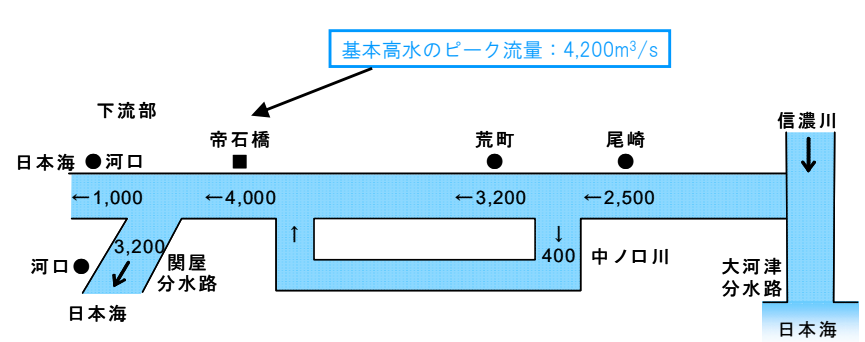 基本高水のピーク流量：4,200m³/s
下流部
信濃川
帝石橋
荒町
尾崎
日本海
河口
←1,000
←4,000
←3,200
←2,500
↑
↓
3,200
400
中ノ口川
河口
関屋
分水路
大河津
分水路
日本海
日本海